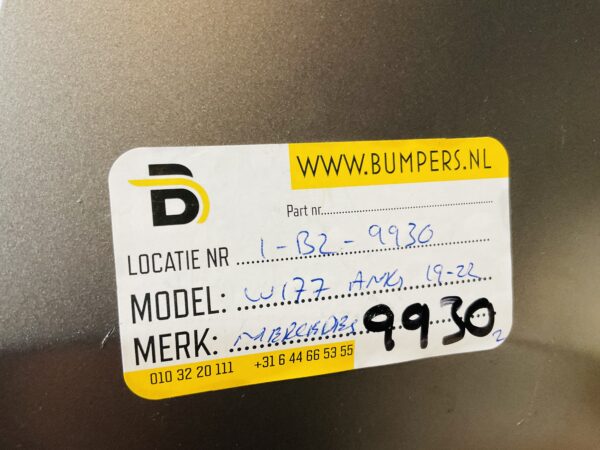 B
WWW.BUMPERS.NL
Part nr
LOCATIE NR 1-B2-9930
MODEL: W177 AMG 19-22
MERK: MERCEDES 9930 2
010 32 20 111 +31 6 44 66 53 55